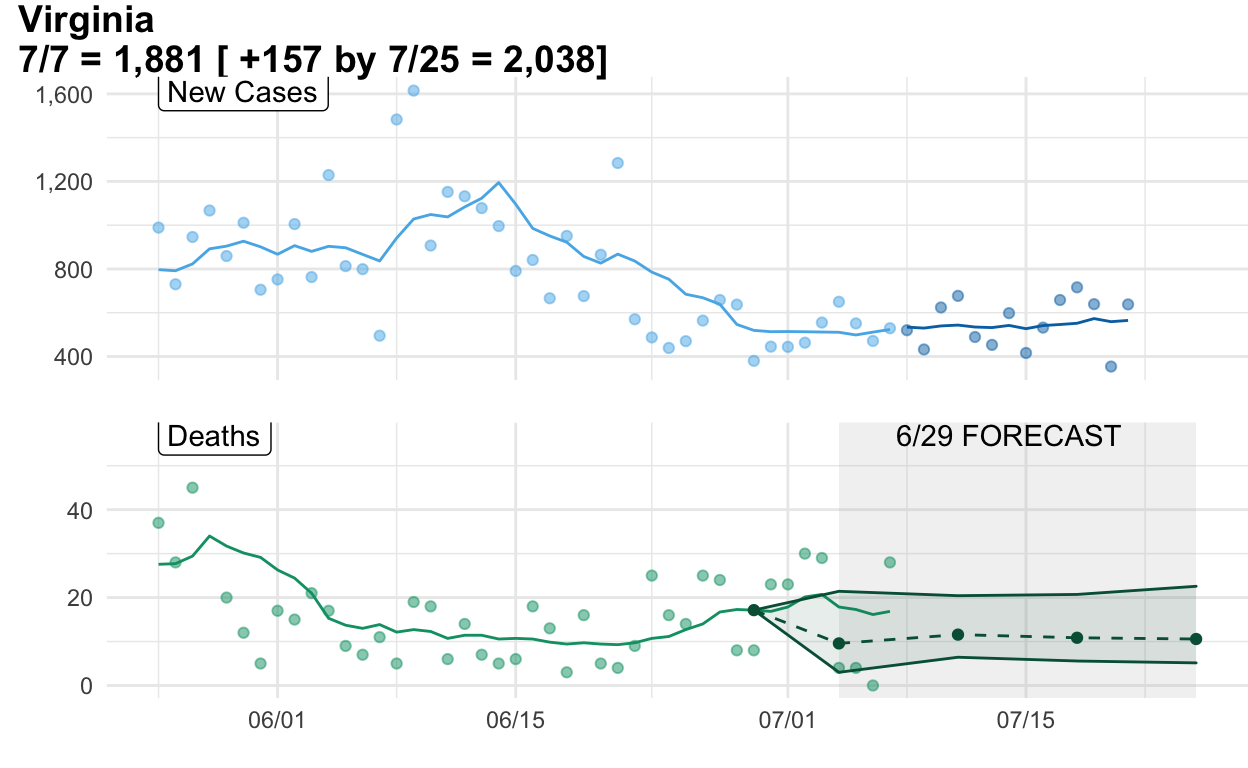 Virginia
7/7 = 1,881 [ +157 by 7/25 = 2,038]
New Cases
1,600
1,200
800
400
Deaths
6/29 FORECAST
40
20
0
06/01 06/15 07/01 07/15